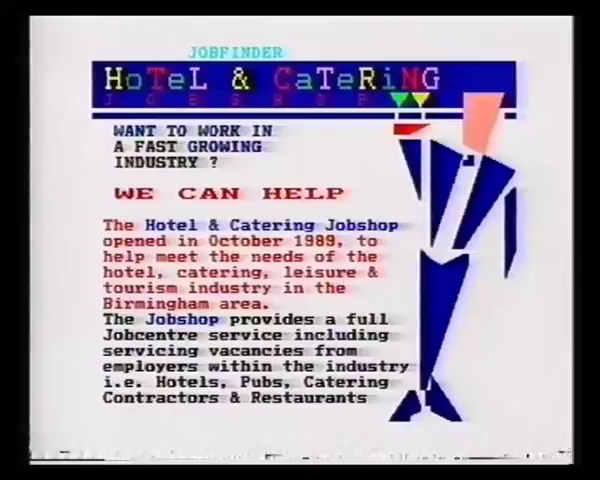 JOBFINDER
HoTeL & CaTeRiNG
JOBSHOP
WANT TO WORK IN
A FAST GROWING
INDUSTRY ?
WE CAN HELP
The Hotel & Catering Jobshop
opened in October 1989, to
help meet the needs of the
hotel, catering, leisure &
tourism industry in the
Birmingham area.
The Jobshop provides a full
Jobcentre service including
servicing vacancies from
employers within the industry
i.e. Hotels, Pubs, Catering
Contractors & Restaurants